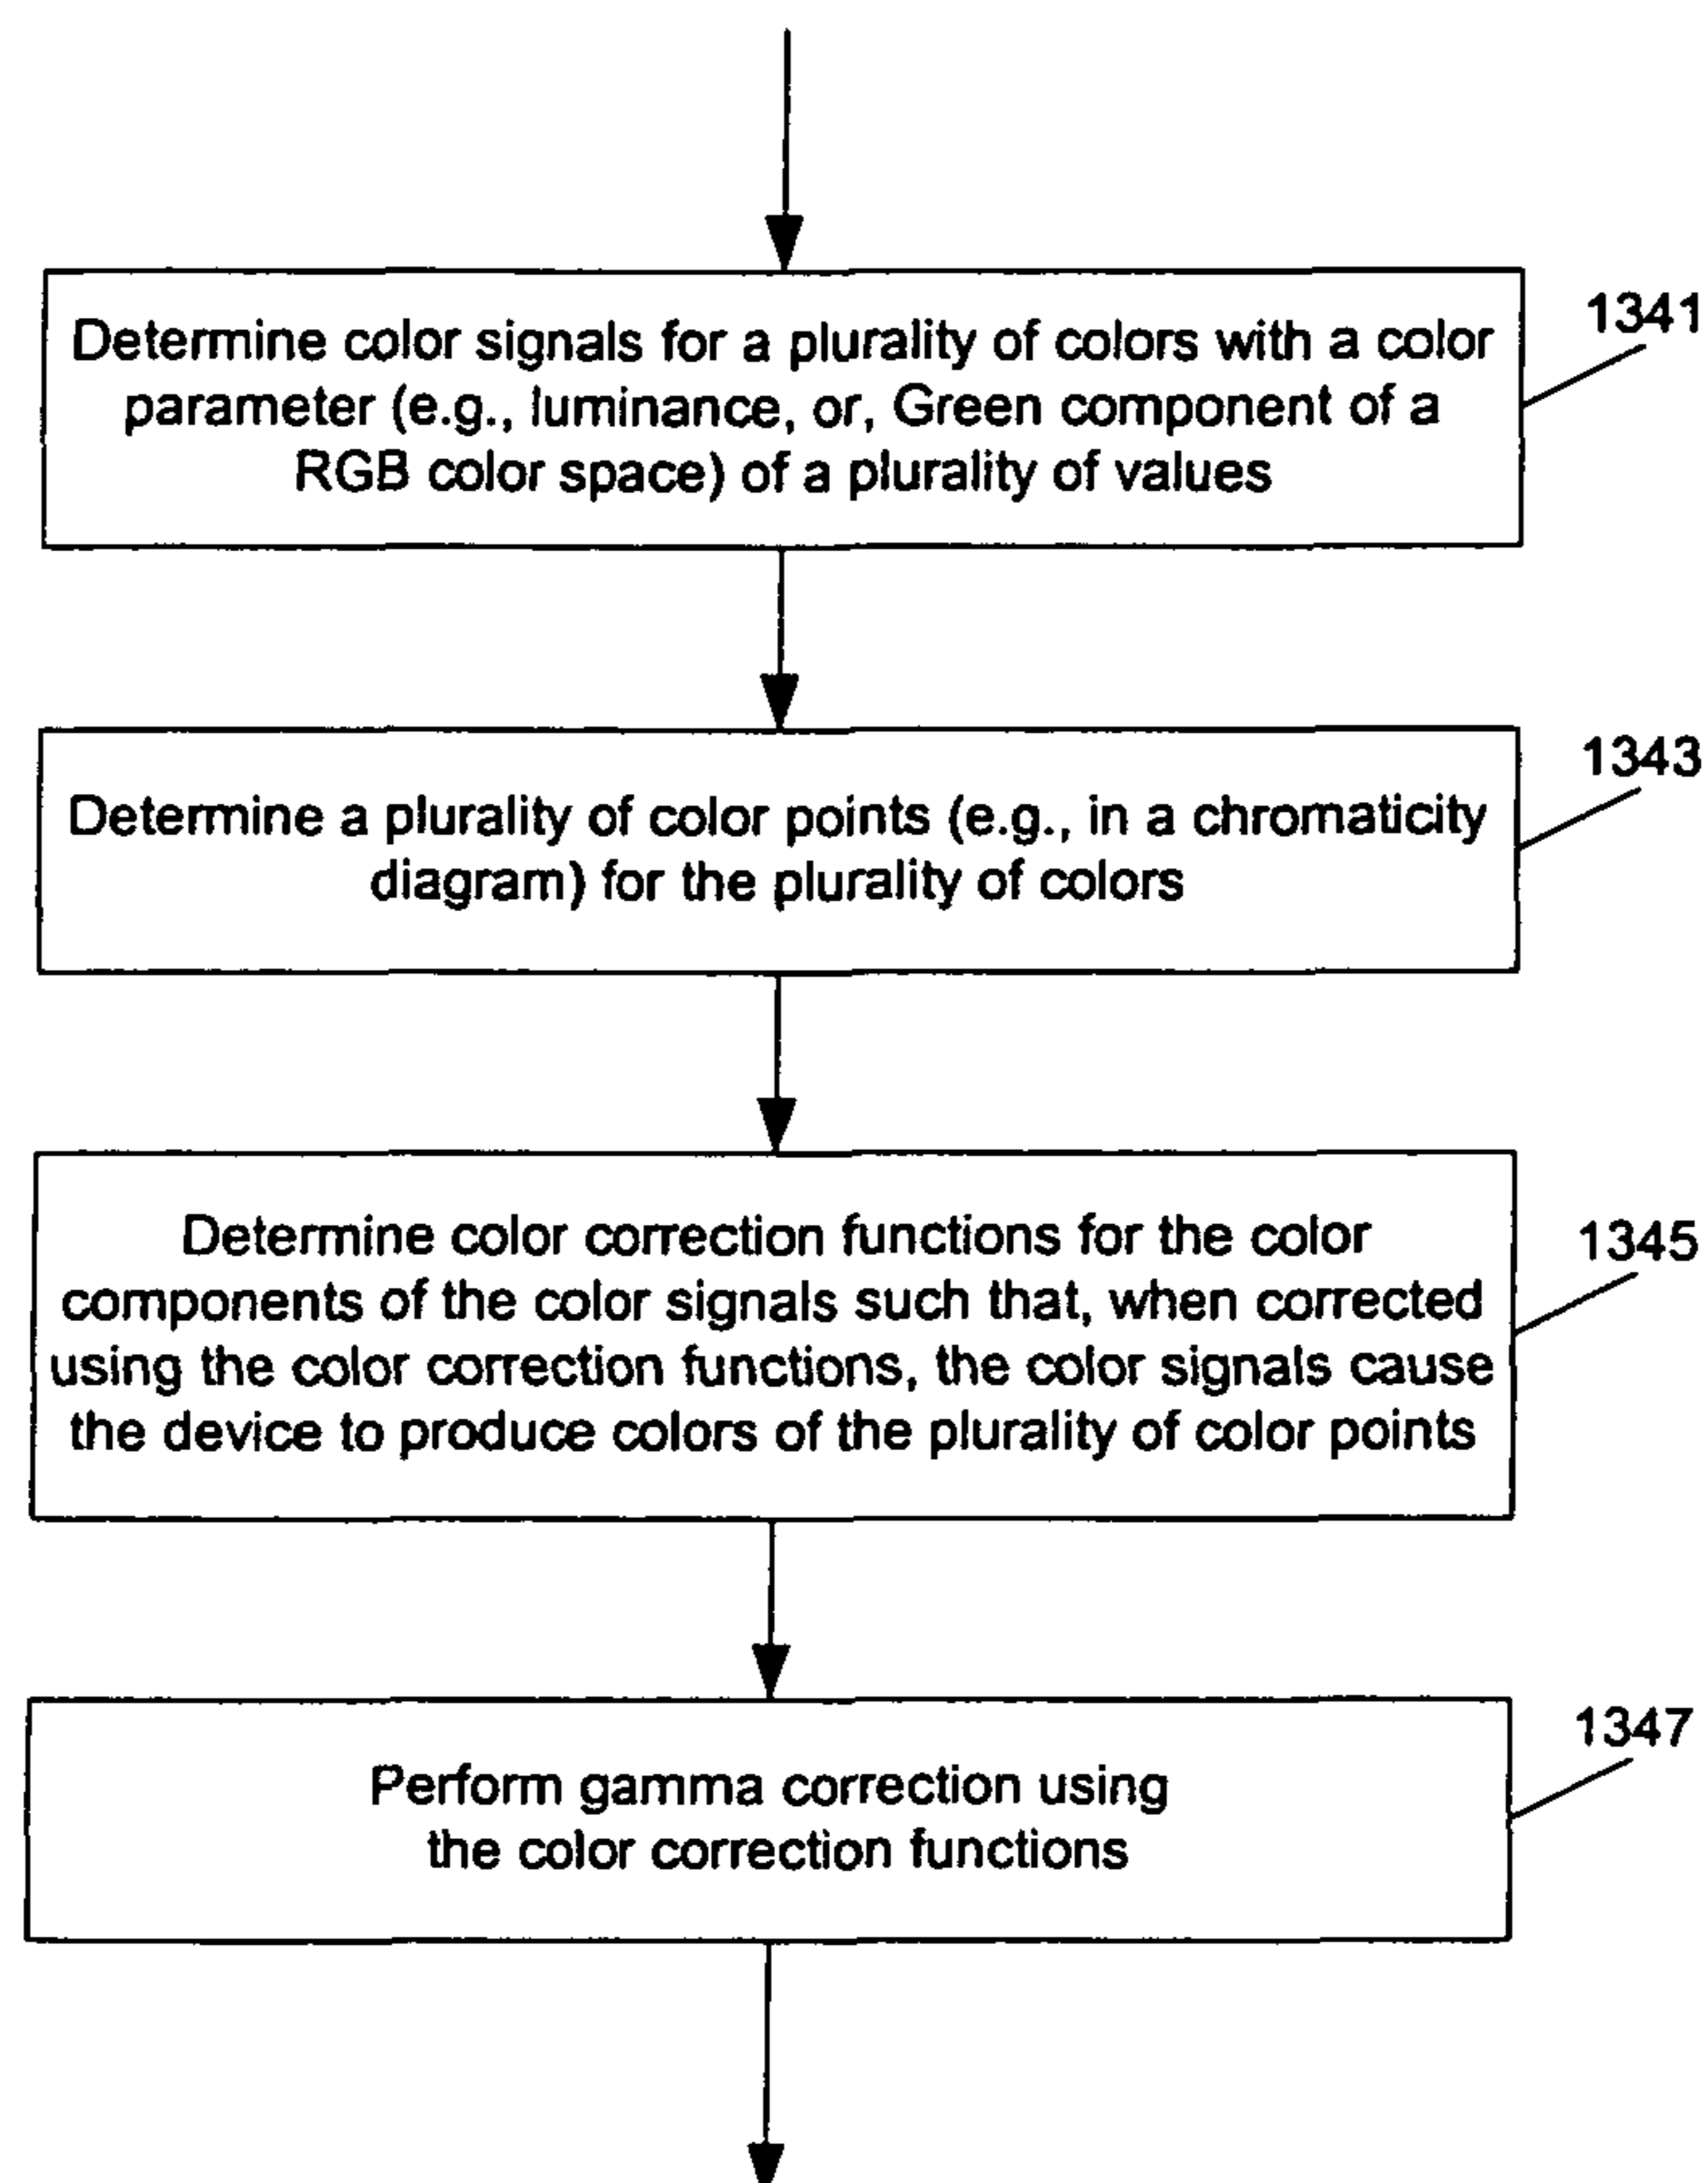 Determine color signals for a plurality of colors with a color
parameter (e.g., luminance, or, Green component of a
RGB color space) of a plurality of values
1341
Determine a plurality of color points (e.g., in a chromaticity
diagram) for the plurality of colors
1343
Determine color correction functions for the color
components of the color signals such that, when corrected
using the color correction functions, the color signals cause
the device to produce colors of the plurality of color points
1345
Perform gamma correction using
the color correction functions
1347